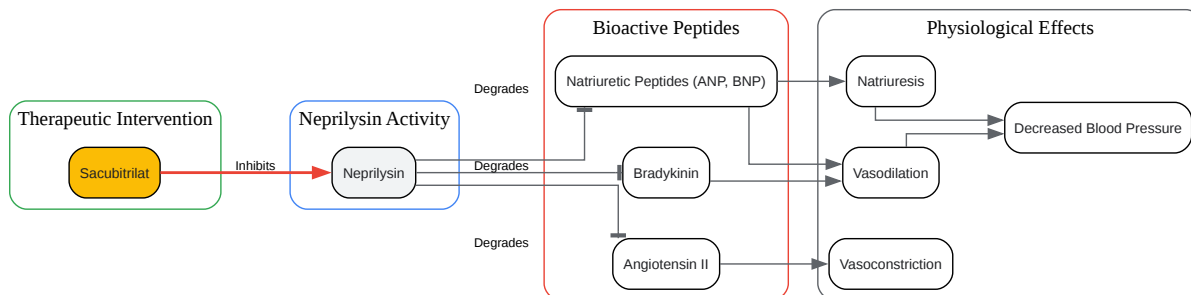 Bioactive Peptides
Physiological Effects
Degrades
Natriuretic Peptides (ANP, BNP)
Natriuresis
Therapeutic Intervention
Neprilysin Activity
Decreased Blood Pressure
Sacubitrilat
Inhibits
Neprilysin
Degrades
Bradykinin
Vasodilation
Degrades
Angiotensin II
Vasoconstriction